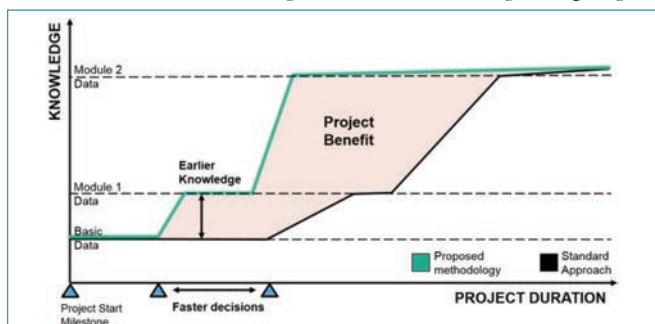 KNOWLEDGE
Module 2
Data
Project
Benefit
Earlier
Knowledge
Module 1
Data
Basic
Data
Proposed
methodology
Standard
Approach
Project Start
Milestone
Faster decisions
PROJECT DURATION